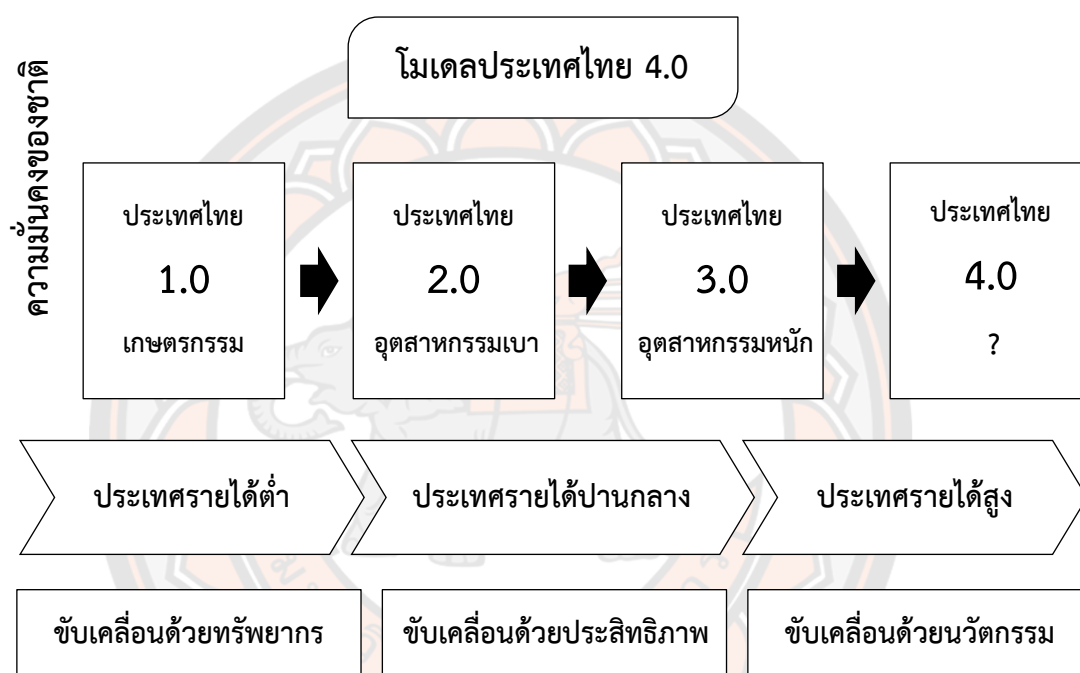 โมเดลประเทศไทย 4.0
ความมั่นคงของชาติ
ประเทศไทย
1.0
เกษตรกรรม
ประเทศไทย
2.0
อุตสาหกรรมเบา
ประเทศไทย
3.0
อุตสาหกรรมหนัก
ประเทศไทย
4.0
?
ประเทศรายได้ต่ำ
ประเทศรายได้ปานกลาง
ประเทศรายได้สูง
ขับเคลื่อนด้วยทรัพยากร
ขับเคลื่อนด้วยประสิทธิภาพ
ขับเคลื่อนด้วยนวัตกรรม